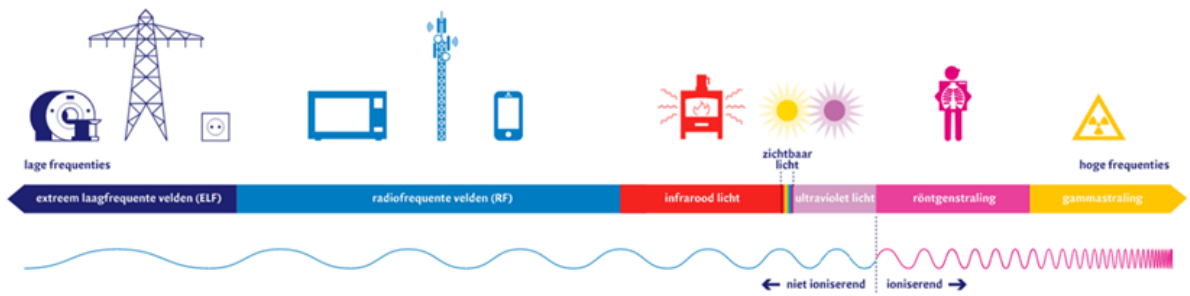 lage frequenties
zichtbaar
licht
hoge frequenties
extreem laagfrequente velden (ELF)
radiofrequente velden (RF)
infrarood licht
ultraviolet licht
röntgenstraling
gammastraling
niet ioniserend
ioniserend